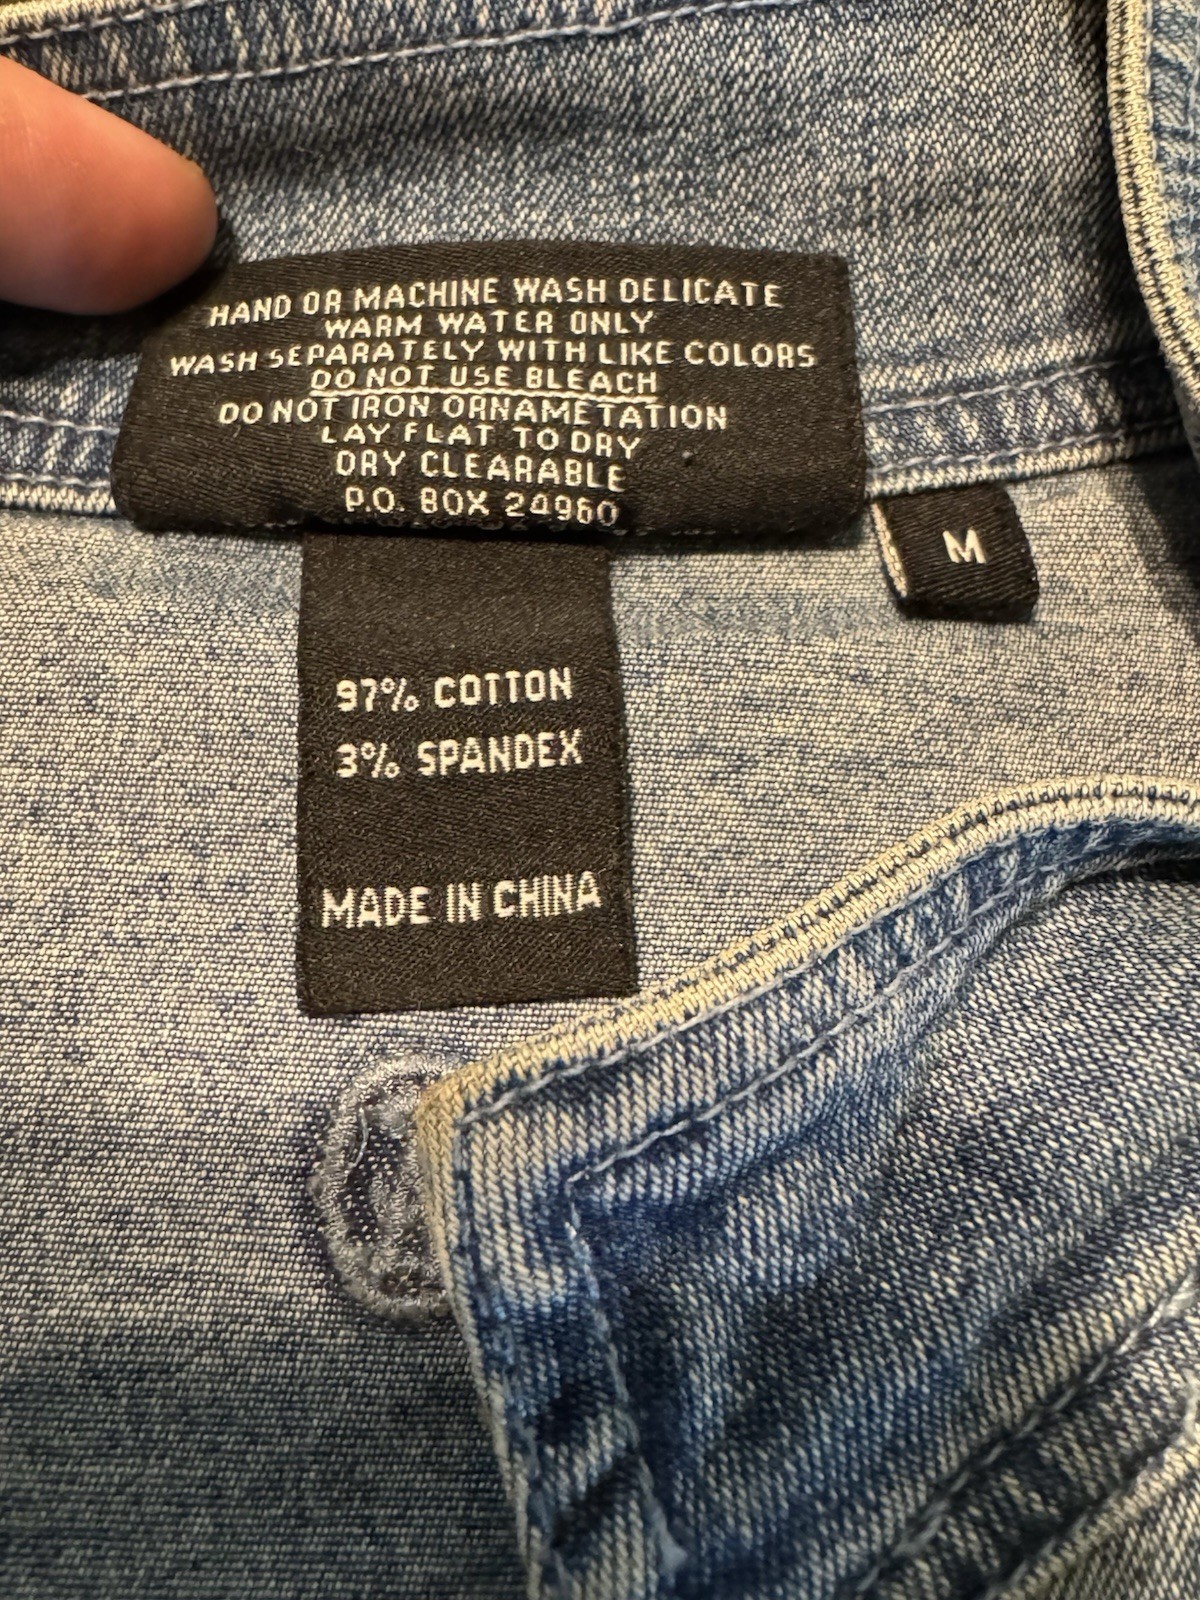 HAND OR MACHINE WASH DELICATE
WARM WATER ONLY
WASH SEPARATELY WITH LIKE COLORS
DO NOT USE BLEACH
DO NOT IRON ORNAMETATION
LAY FLAT TO DRY
DRY CLEARABLE
P.O. BOX 24960
M
97% COTTON
3% SPANDEX
MADE IN CHINA